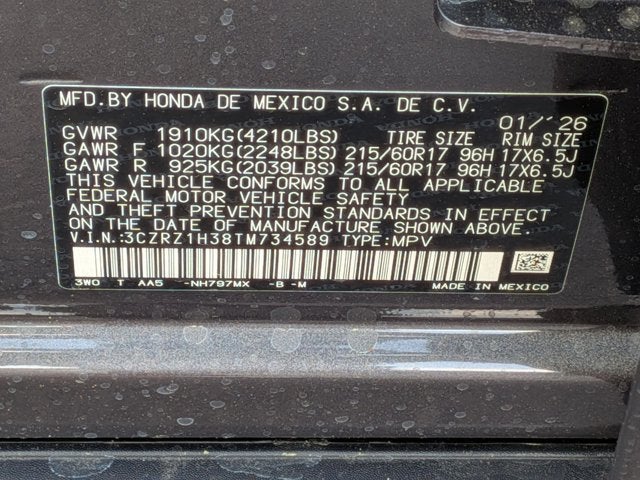 MFD.BY HONDA DE MEXICO S.A. DE C.V. 01/'26
GVWR 1910KG(4210LBS) TIRE SIZE RIM SIZE
GAWR F 1020KG(2248LBS) 215/60R17 96H 17X6.5J
GAWR R 925KG(2039LBS) 215/60R17 96H 17X6.5J
THIS VEHICLE CONFORMS TO ALL APPLICABLE
FEDERAL MOTOR VEHICLE SAFETY
AND THEFT PREVENTION STANDARDS IN EFFECT
ON THE DATE OF MANUFACTURE SHOWN ABOVE.
V.I.N.:3CZRZ1H38TM734589 TYPE:MPV
3W0 T AA5 -NH797MX -B -M MADE IN MEXICO